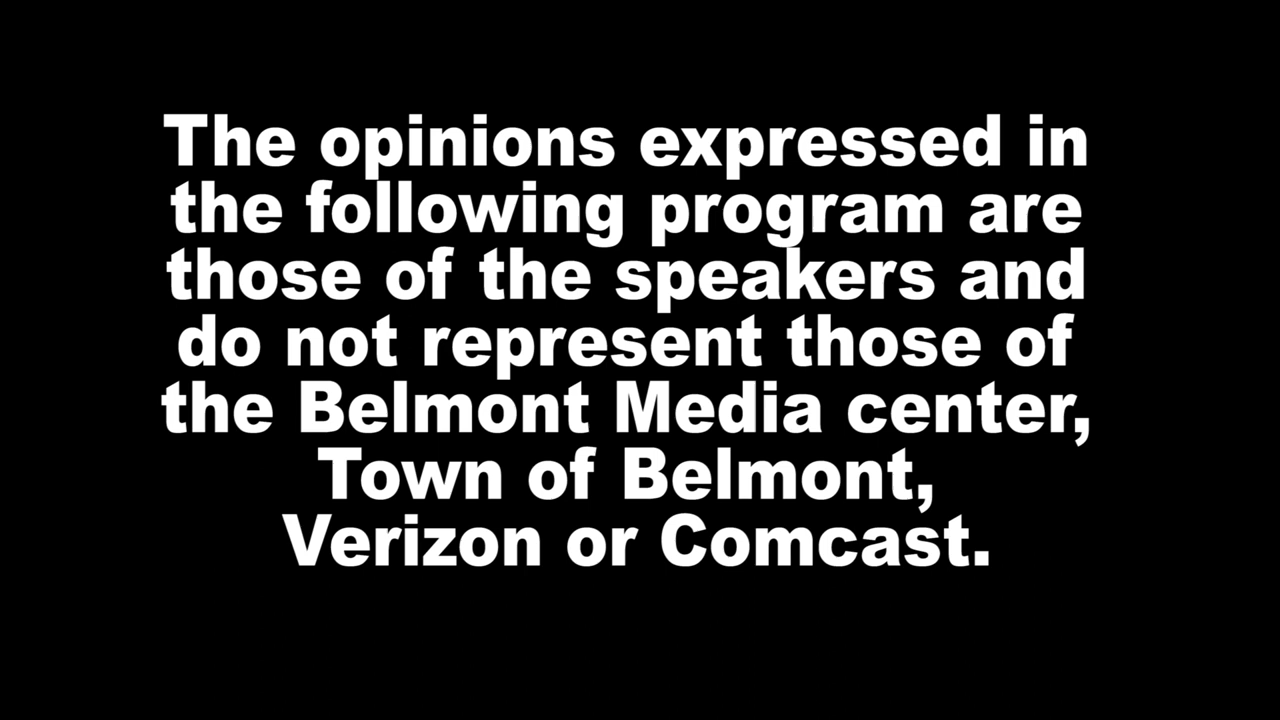 The opinions expressed in
the following program are
those of the speakers and
do not represent those of
the Belmont Media center,
Town of Belmont,
Verizon or Comcast.